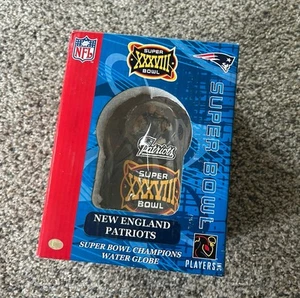 NFL
SUPER
XXXVIII
BOWL
SUPER BOWL
Patriots
SUPER
XXXVIII
BOWL
NEW ENGLAND
PATRIOTS
SUPER BOWL CHAMPIONS
WATER GLOBE
PLAYERS